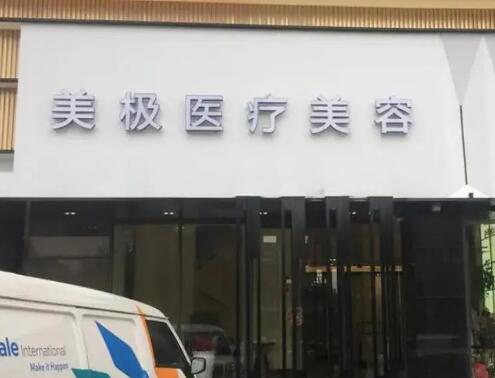 美极医疗美容
ale International
Make it Happen